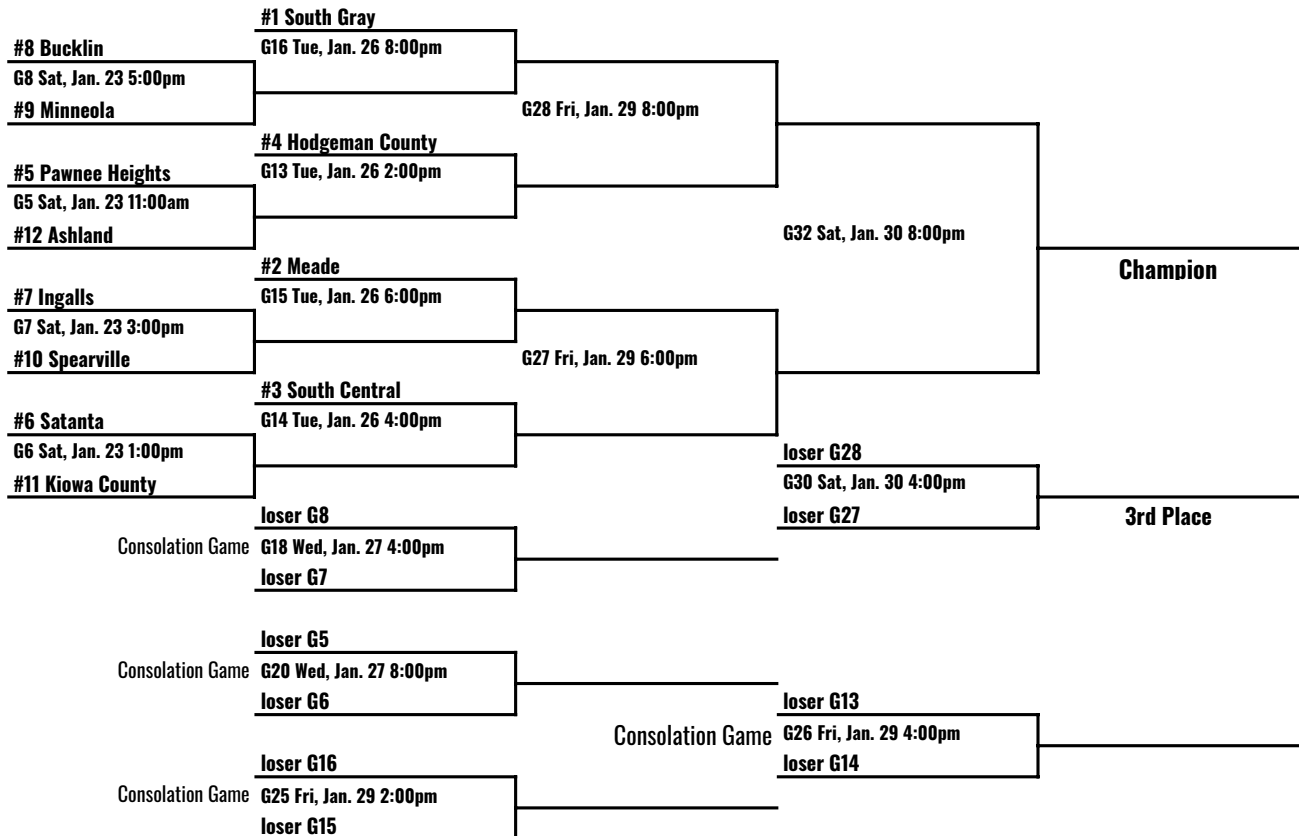 #1 South Gray
#8 Bucklin
G16 Tue, Jan. 26 8:00pm
G8 Sat, Jan. 23 5:00pm
#9 Minneola
G28 Fri, Jan. 29 8:00pm
#4 Hodgeman County
#5 Pawnee Heights
G13 Tue, Jan. 26 2:00pm
G5 Sat, Jan. 23 11:00am
#12 Ashland
G32 Sat, Jan. 30 8:00pm
#2 Meade
Champion
#7 Ingalls
G15 Tue, Jan. 26 6:00pm
G7 Sat, Jan. 23 3:00pm
#10 Spearville
G27 Fri, Jan. 29 6:00pm
#3 South Central
#6 Satanta
G14 Tue, Jan. 26 4:00pm
G6 Sat, Jan. 23 1:00pm
loser G28
#11 Kiowa County
G30 Sat, Jan. 30 4:00pm
loser G8
loser G27
3rd Place
Consolation Game
G18 Wed, Jan. 27 4:00pm
loser G7
loser G5
Consolation Game
G20 Wed, Jan. 27 8:00pm
loser G6
loser G13
Consolation Game
G26 Fri, Jan. 29 4:00pm
loser G16
loser G14
Consolation Game
G25 Fri, Jan. 29 2:00pm
loser G15